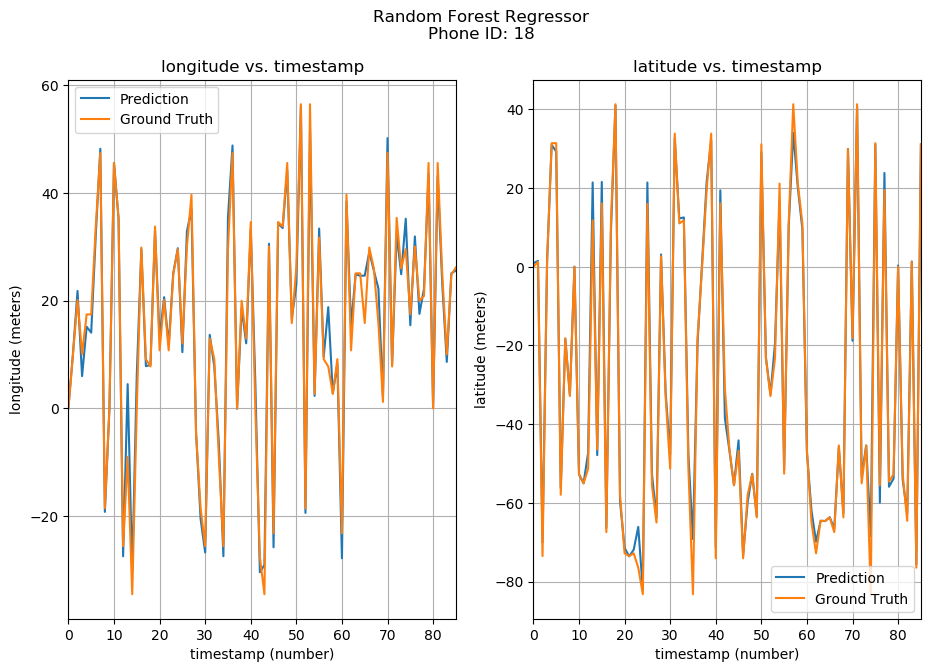 Random Forest Regressor
Phone ID: 18
longitude vs. timestamp
longitude (meters)
60
40
20
0
−20
Prediction
Ground Truth
0 10 20 30 40 50 60 70 80
timestamp (number)
latitude vs. timestamp
latitude (meters)
40
20
0
−20
−40
−60
−80
Prediction
Ground Truth
0 10 20 30 40 50 60 70 80
timestamp (number)